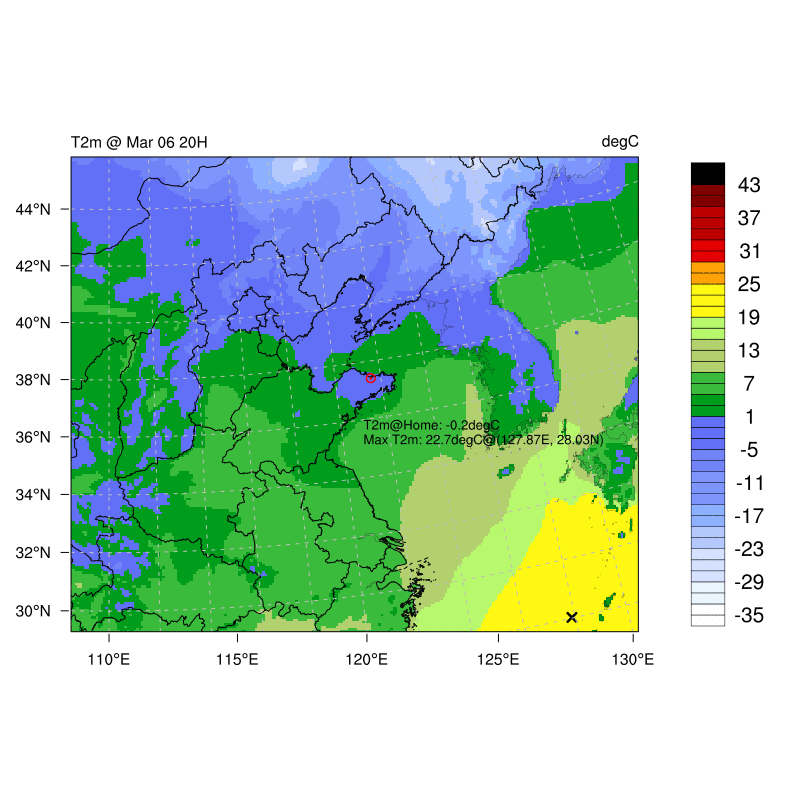 T2m @ Mar 06 20H
degC
44°N
42°N
40°N
38°N
36°N
34°N
32°N
30°N
T2m@Home: -0.2degC
Max T2m: 22.7degC@(127.87E, 28.03N)
110°E
115°E
120°E
125°E
130°E
43
37
31
25
19
13
7
1
-5
-11
-17
-23
-29
-35